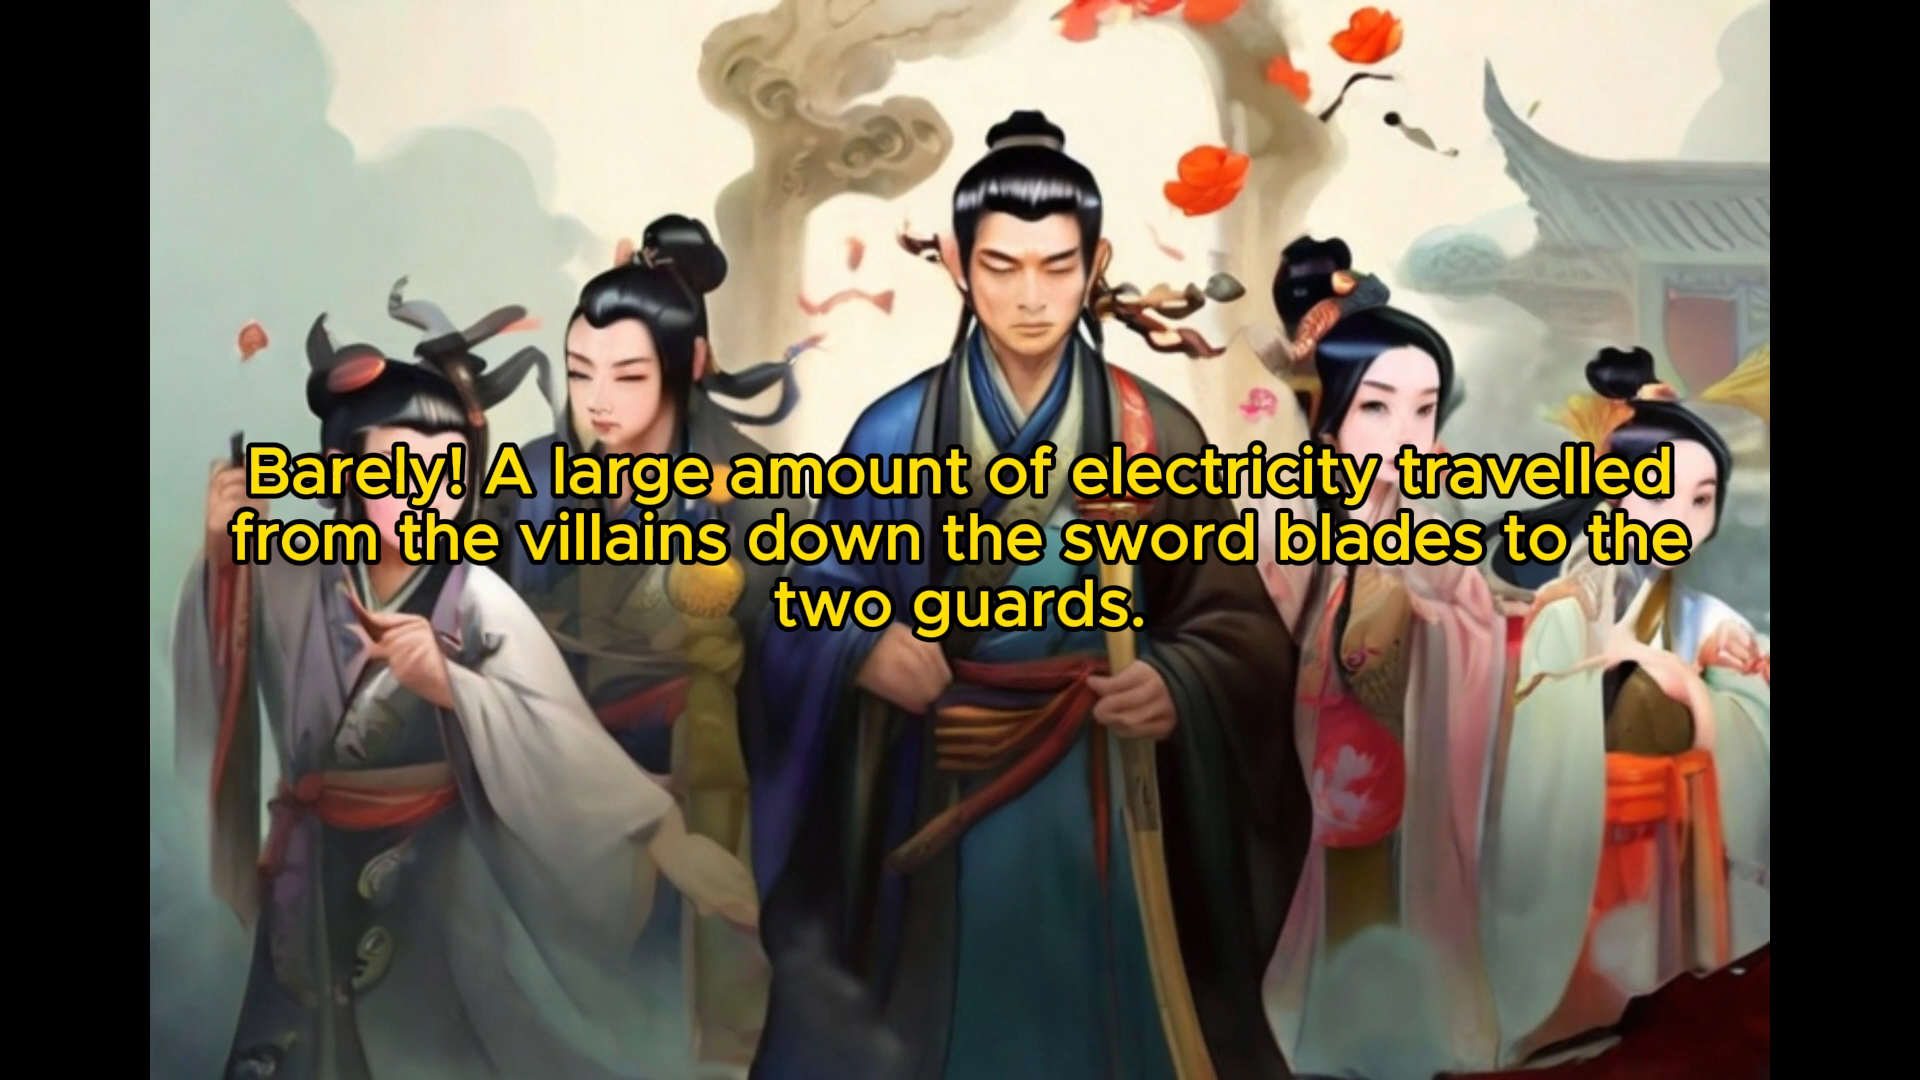 Barely! A large amount of electricity travelled
from the villains down the sword blades to the
two guards.